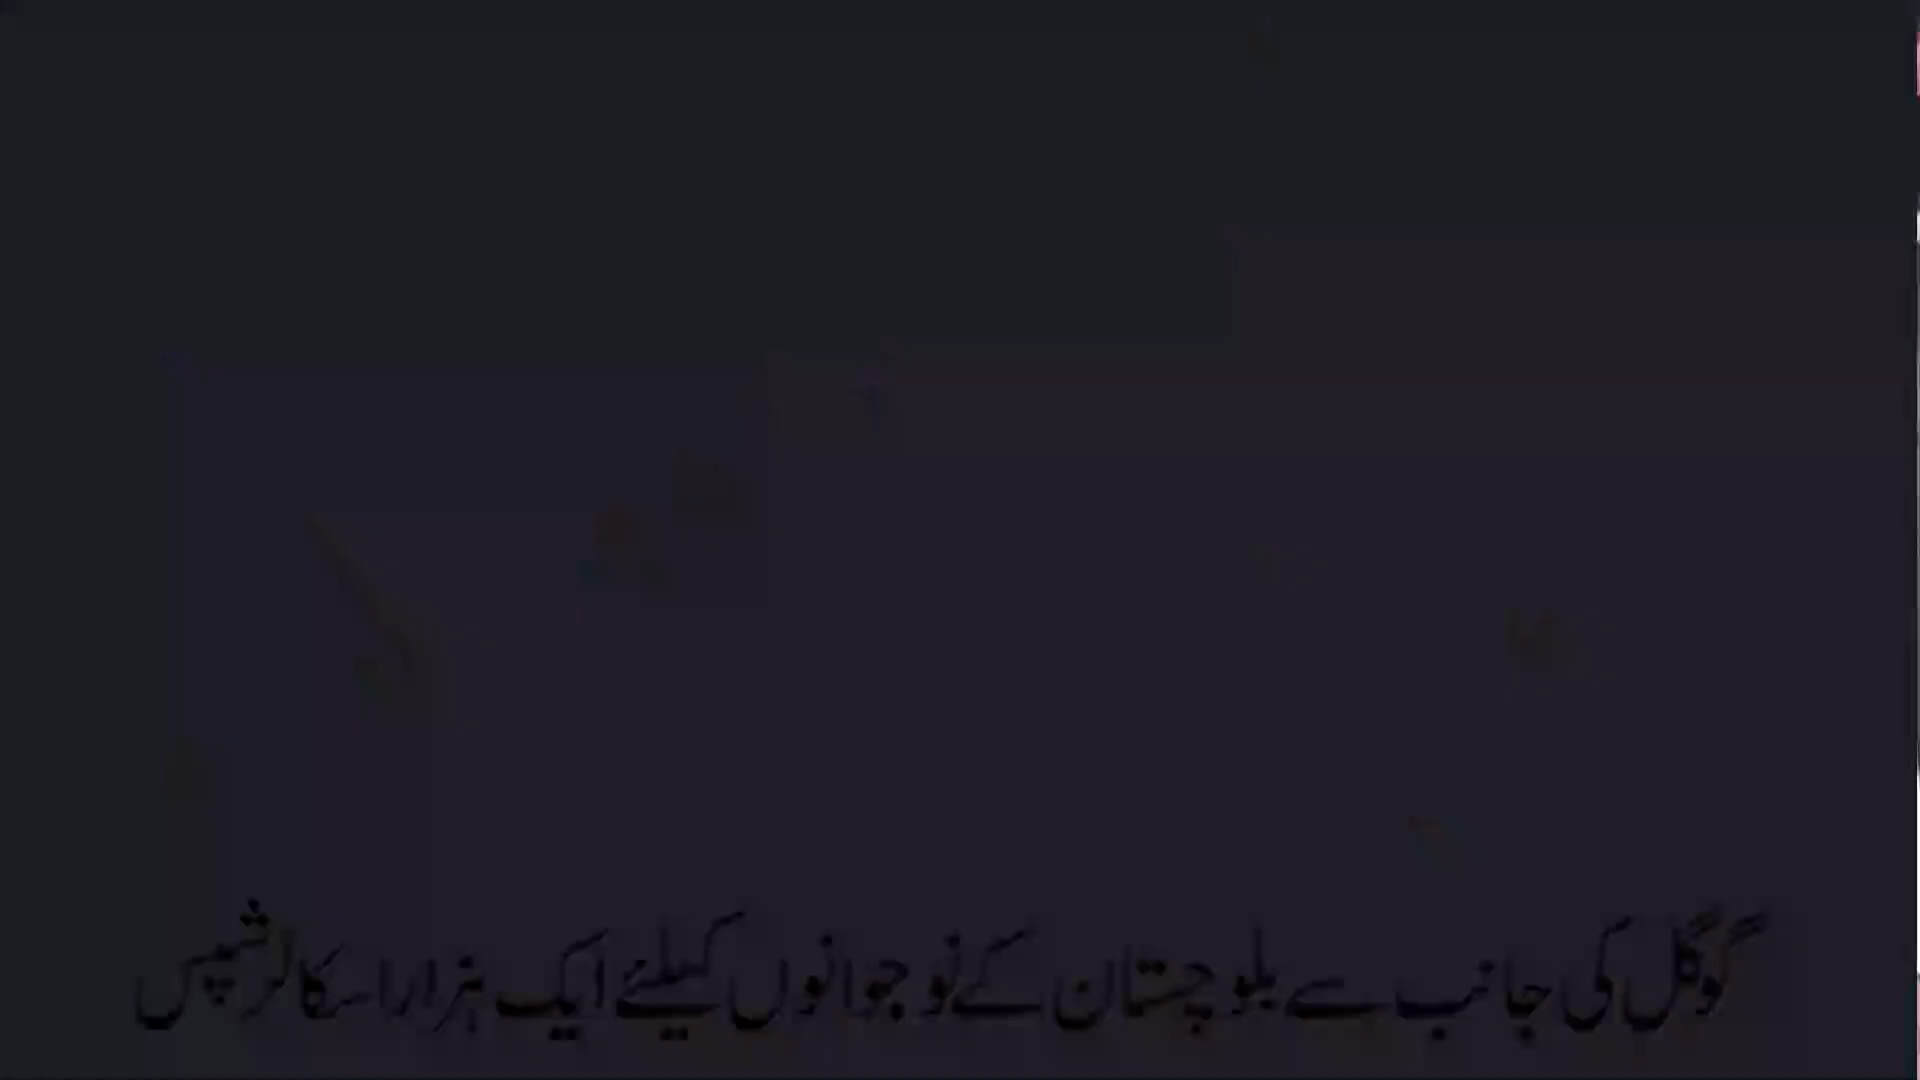 گوگل کی جانب سے بلوچستان کے نوجوانوں کیلئے ایک ہزار اسکالرشپس